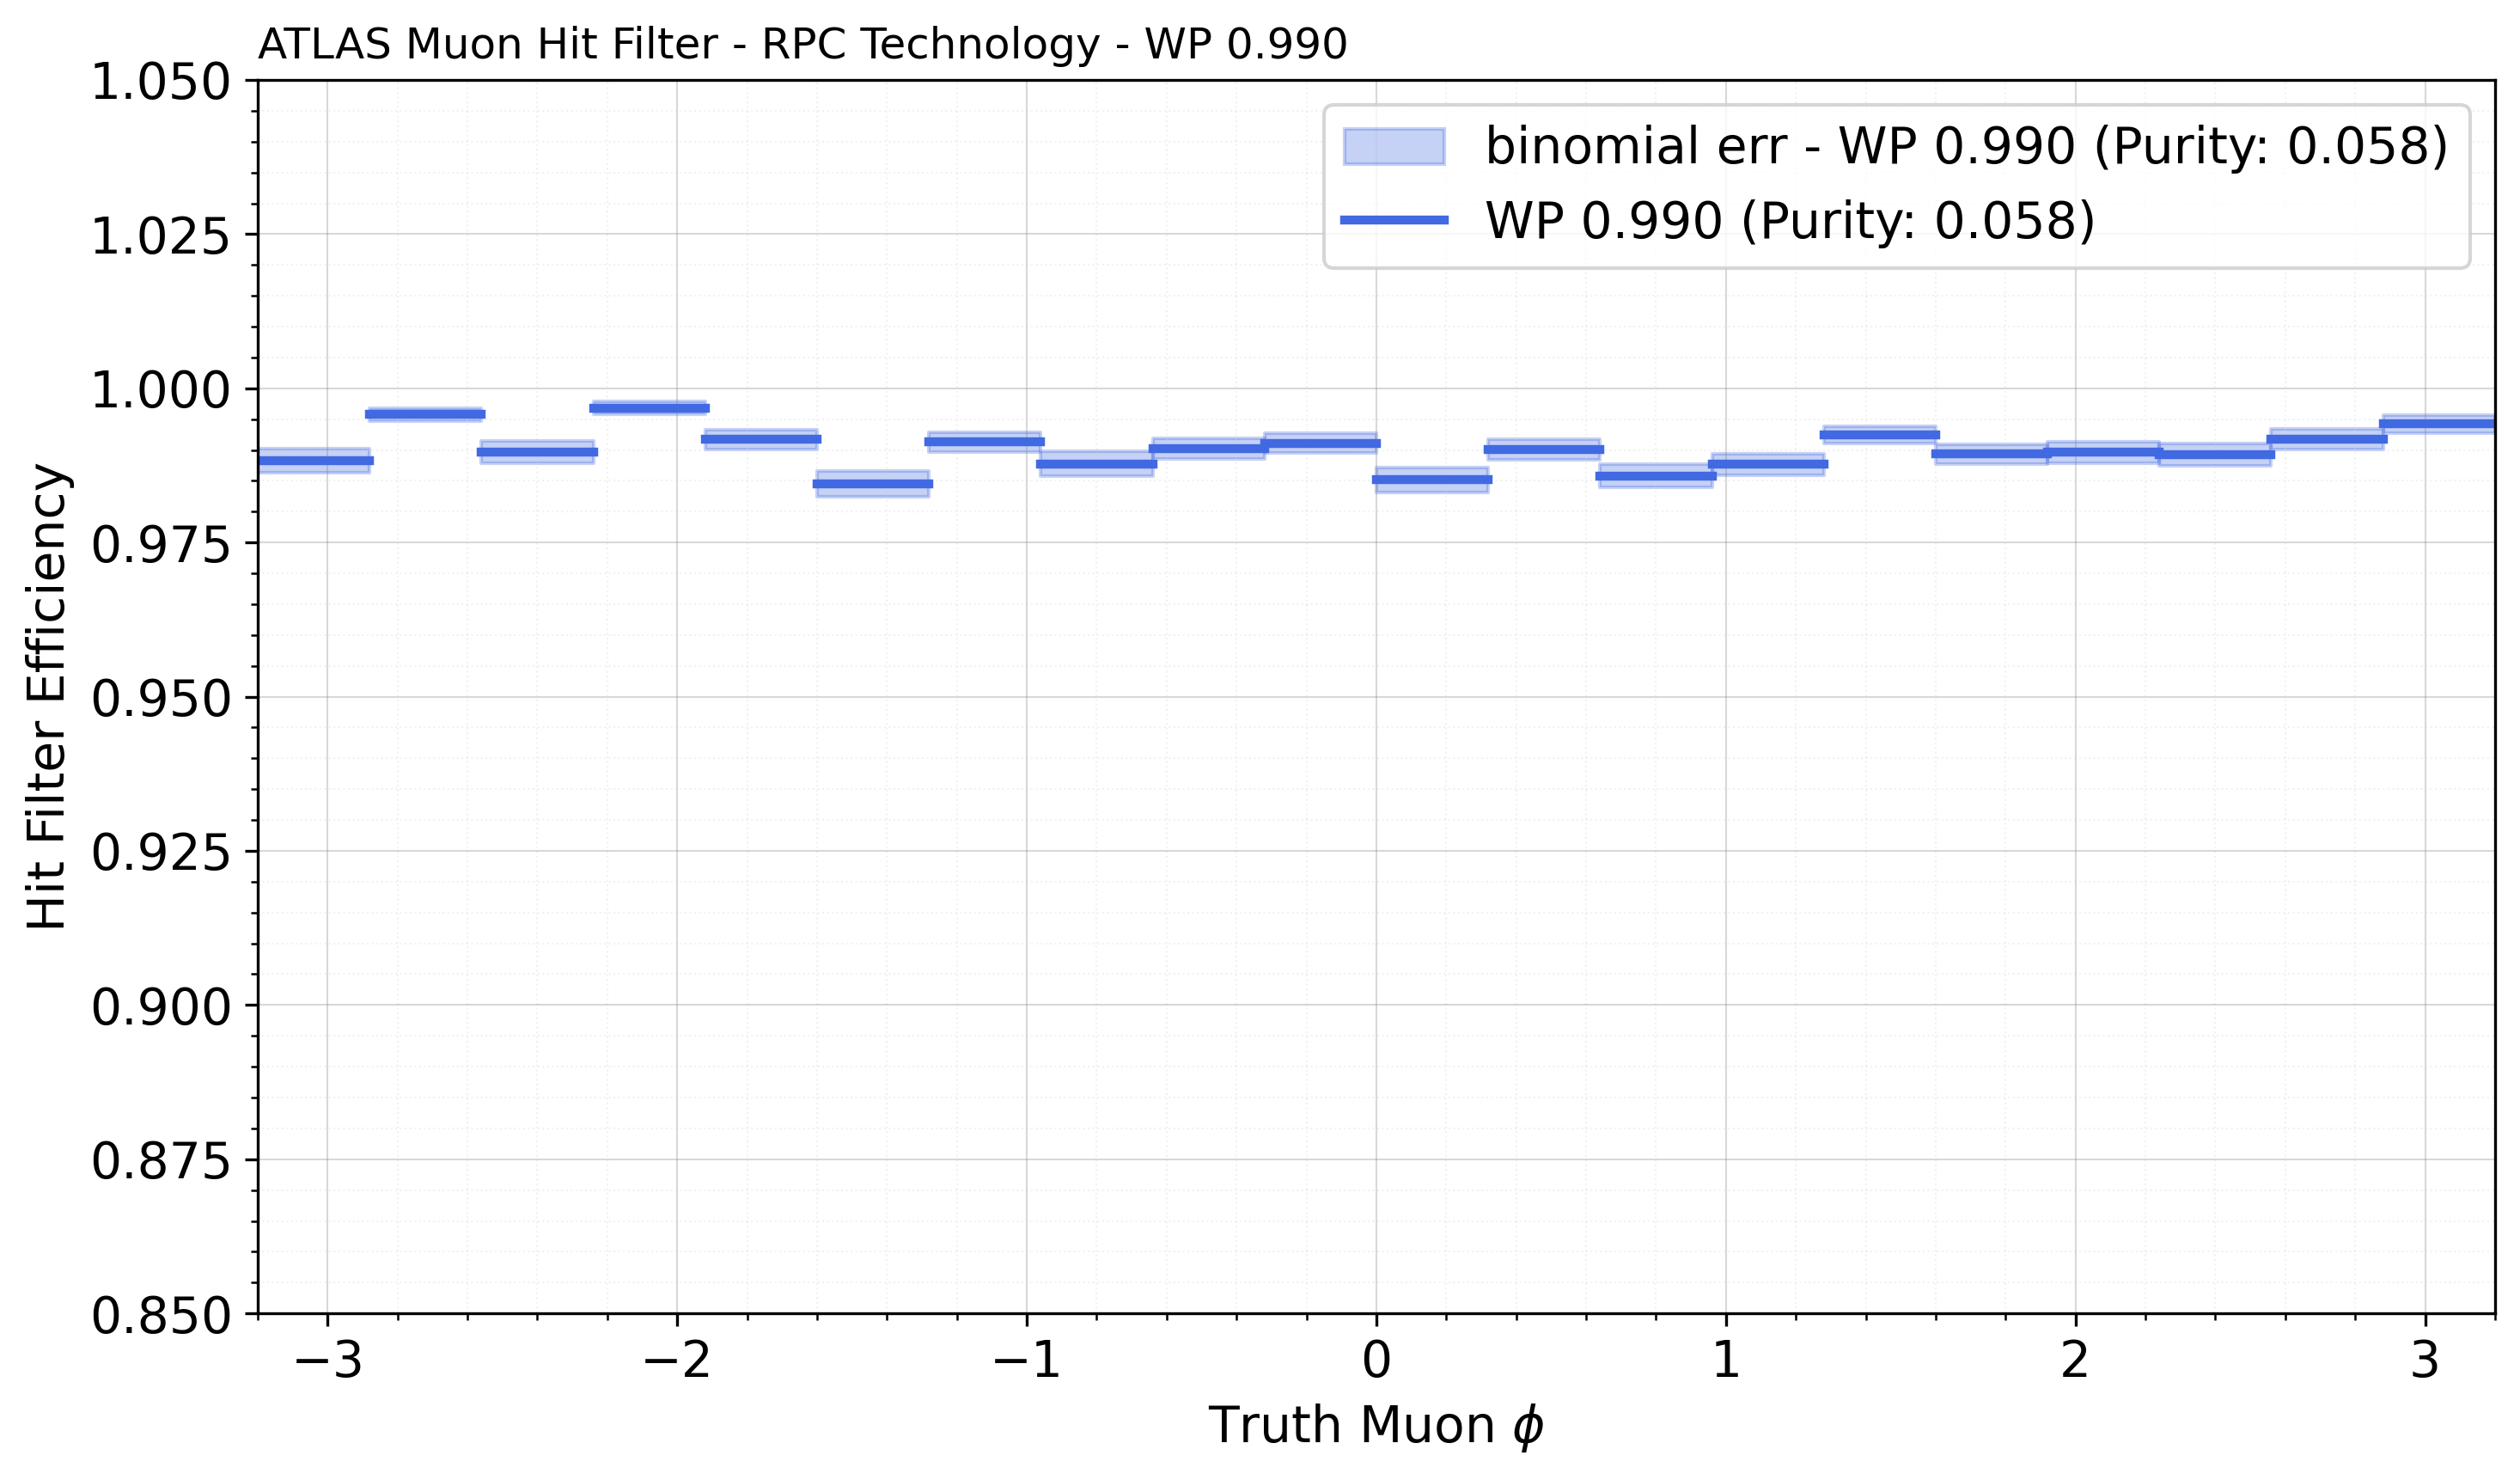 ATLAS Muon Hit Filter - RPC Technology - WP 0.990
1.050
1.025
1.000
0.975
0.950
0.925
0.900
0.875
0.850
Hit Filter Efficiency
binomial err - WP 0.990 (Purity: 0.058)
WP 0.990 (Purity: 0.058)
−3 −2 −1 0 1 2 3
Truth Muon ϕ